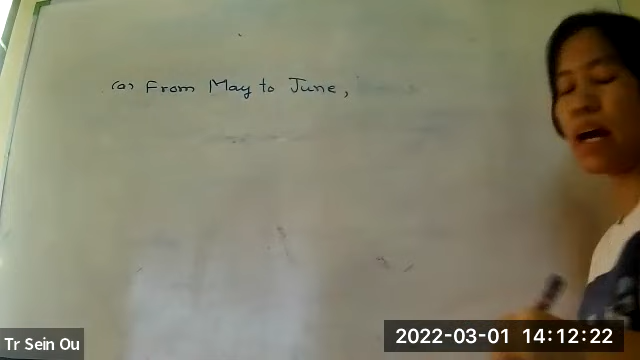 (a) From May to June,
Tr Sein Ou
2022-03-01 14:12:22